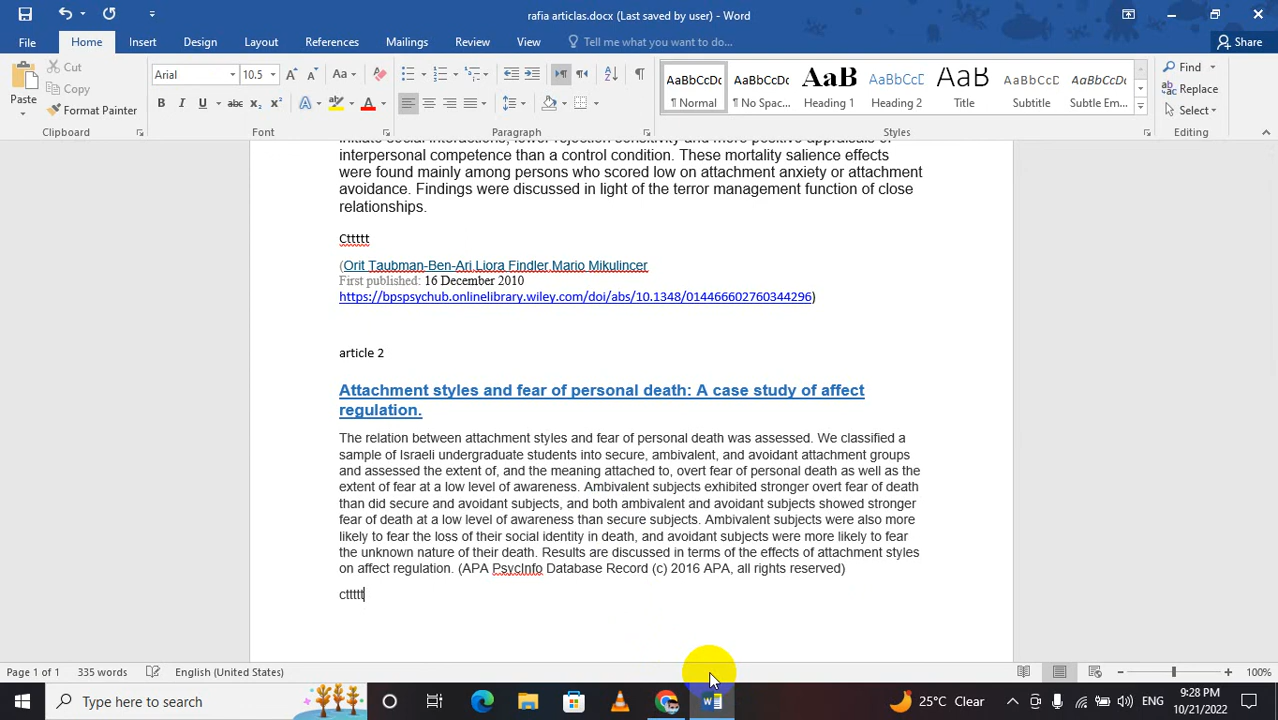 rafia articlas.docx (Last saved by user) - Word
File Home Insert Design Layout References Mailings Review View Tell me what you want to do... Share
Paste Cut Copy Format Painter
Arial 10.5
AaBbCcDc AaBbCcDc AaB AaBbCcD AaB AaBbCcD AaBbCcD
¶ Normal ¶ No Spac... Heading 1 Heading 2 Title Subtitle Subtle Em...
Find Replace Select
Clipboard Font Paragraph Styles Editing
initiate social interactions, lower rejection sensitivity and more positive appraisals of
interpersonal competence than a control condition. These mortality salience effects
were found mainly among persons who scored low on attachment anxiety or attachment
avoidance. Findings were discussed in light of the terror management function of close
relationships.
Cttttt
(Orit Taubman-Ben-Ari,Liora Findler,Mario Mikulincer
First published: 16 December 2010
https://bpspsychub.onlinelibrary.wiley.com/doi/abs/10.1348/014466602760344296)
article 2
Attachment styles and fear of personal death: A case study of affect
regulation.
The relation between attachment styles and fear of personal death was assessed. We classified a
sample of Israeli undergraduate students into secure, ambivalent, and avoidant attachment groups
and assessed the extent of, and the meaning attached to, overt fear of personal death as well as the
extent of fear at a low level of awareness. Ambivalent subjects exhibited stronger overt fear of death
than did secure and avoidant subjects, and both ambivalent and avoidant subjects showed stronger
fear of death at a low level of awareness than secure subjects. Ambivalent subjects were also more
likely to fear the loss of their social identity in death, and avoidant subjects were more likely to fear
the unknown nature of their death. Results are discussed in terms of the effects of attachment styles
on affect regulation. (APA PsycInfo Database Record (c) 2016 APA, all rights reserved)
cttttt
Page 1 of 1 335 words English (United States) 100%
Type here to search 25°C Clear ENG 9:28 PM
10/21/2022